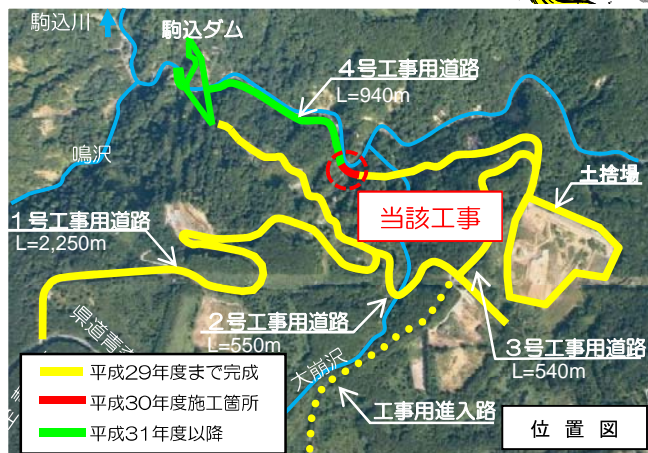 駒込川
駒込ダム
4号工事用道路
L=940m
鳴沢
土捨場
当該工事
1号工事用道路
L=2,250m
2号工事用道路
L=550m
3号工事用道路
L=540m
県道青
大崩沢
工事用進入路
平成29年度まで完成
平成30年度施工箇所
平成31年度以降
位置図